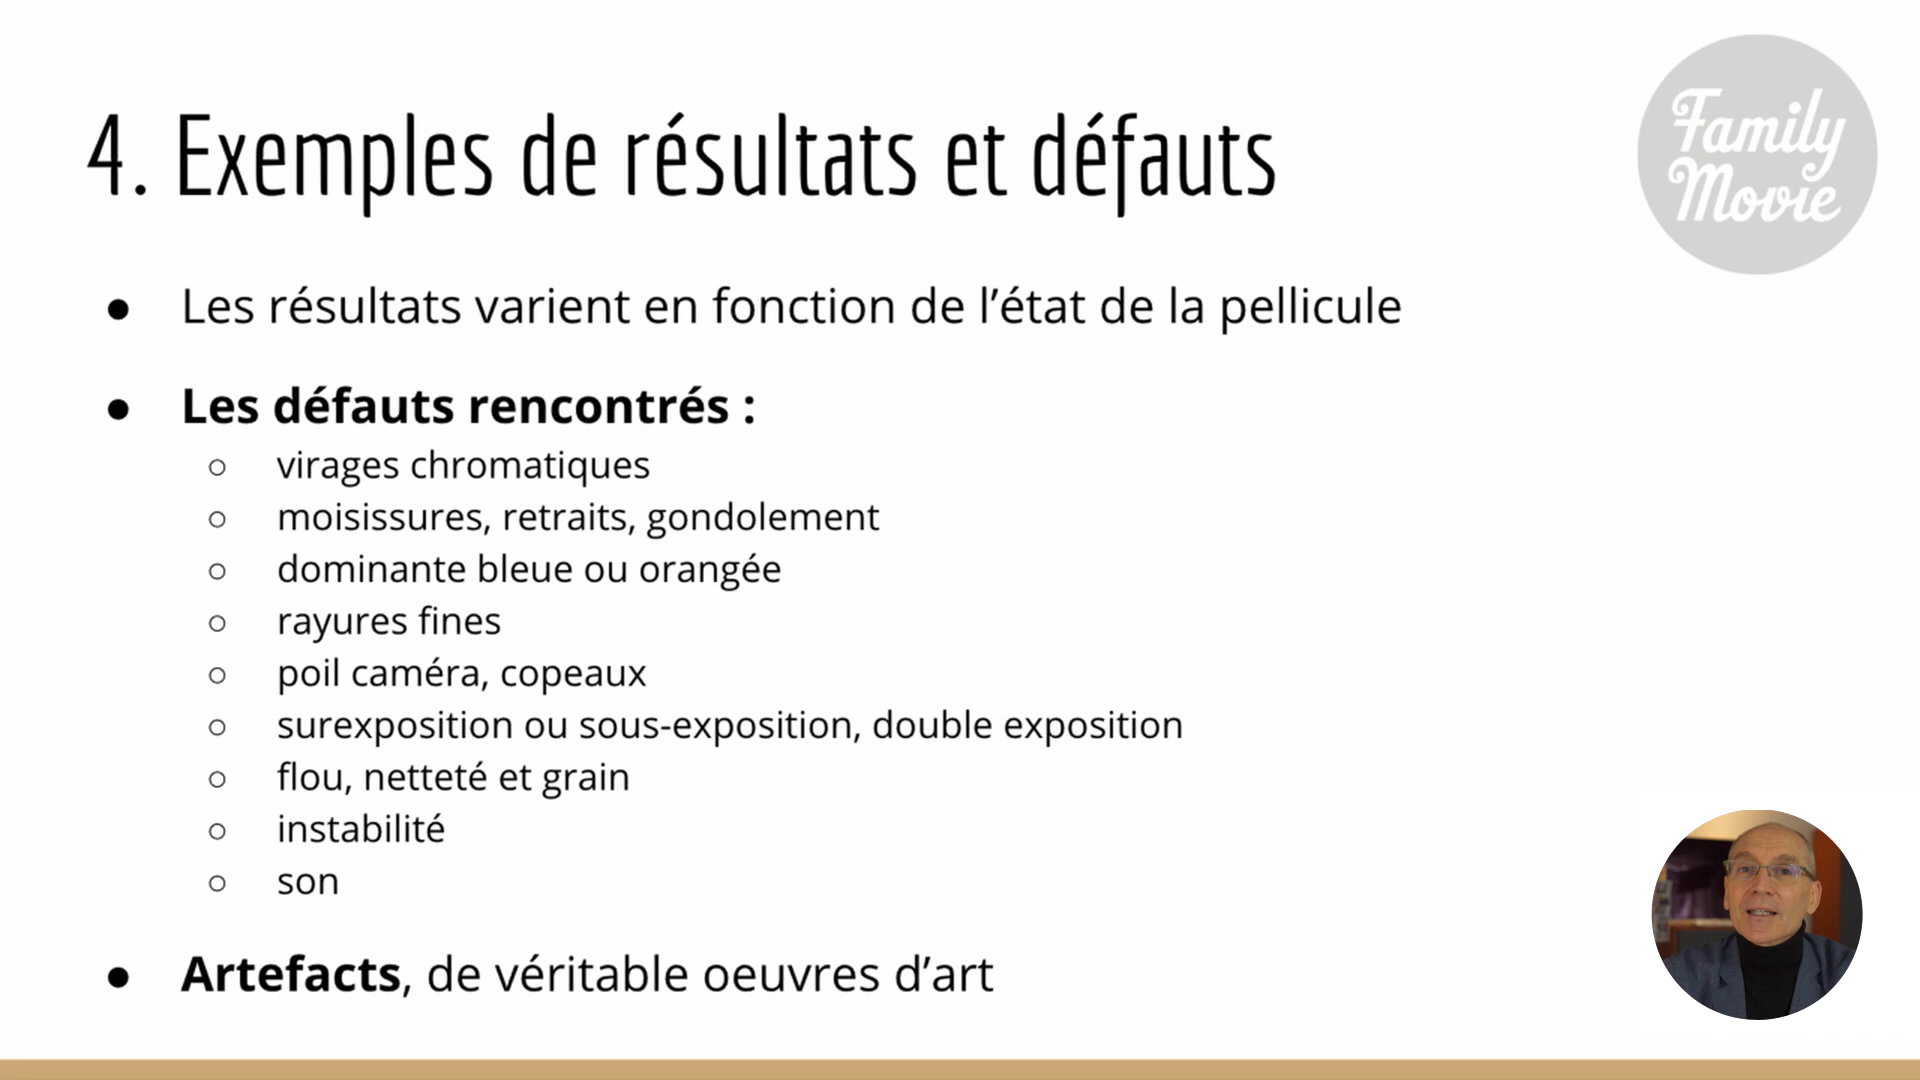 4. Exemples de résultats et défauts
Family
Movie
● Les résultats varient en fonction de l’état de la pellicule
● Les défauts rencontrés :
○ virages chromatiques
○ moisissures, retraits, gondolement
○ dominante bleue ou orangée
○ rayures fines
○ poil caméra, copeaux
○ surexposition ou sous-exposition, double exposition
○ flou, netteté et grain
○ instabilité
○ son
● Artefacts, de véritable oeuvres d’art